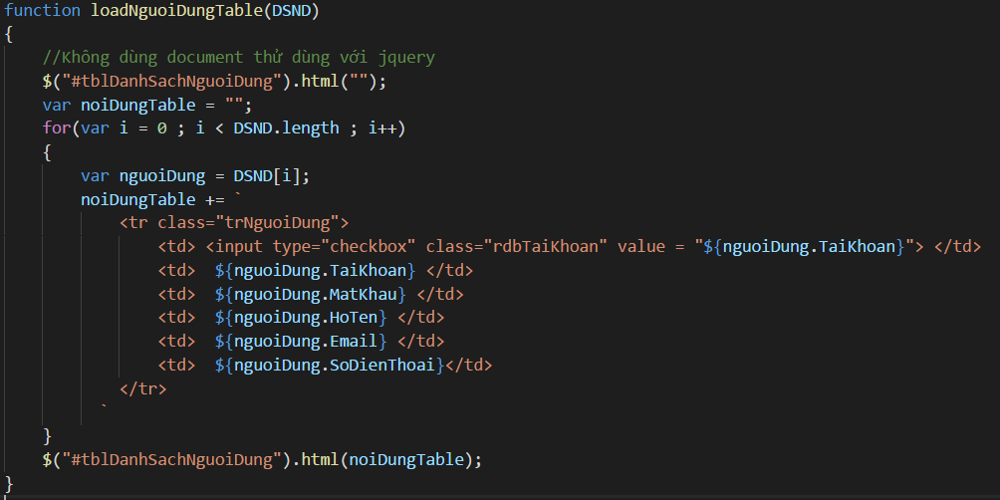 function loadNguoiDungTable(DSND)
{
    //Không dùng document thử dùng với jquery
    $("#tblDanhSachNguoiDung").html("");
    var noiDungTable = "";
    for(var i = 0 ; i < DSND.length ; i++)
    {
        var nguoiDung = DSND[i];
        noiDungTable += `
            <tr class="trNguoiDung">
                <td> <input type="checkbox" class="rdbTaiKhoan" value = "${nguoiDung.TaiKhoan}"> </td>
                <td>  ${nguoiDung.TaiKhoan} </td>
                <td>  ${nguoiDung.MatKhau} </td>
                <td>  ${nguoiDung.HoTen} </td>
                <td>  ${nguoiDung.Email} </td>
                <td>  ${nguoiDung.SoDienThoai}</td>
            </tr>
          `
    }
    $("#tblDanhSachNguoiDung").html(noiDungTable);
}